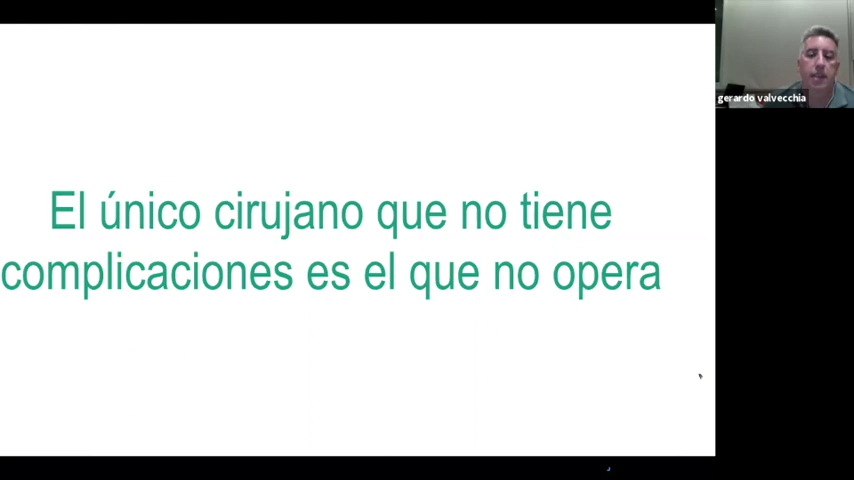 El único cirujano que no tiene
complicaciones es el que no opera
gerardo valvecchia